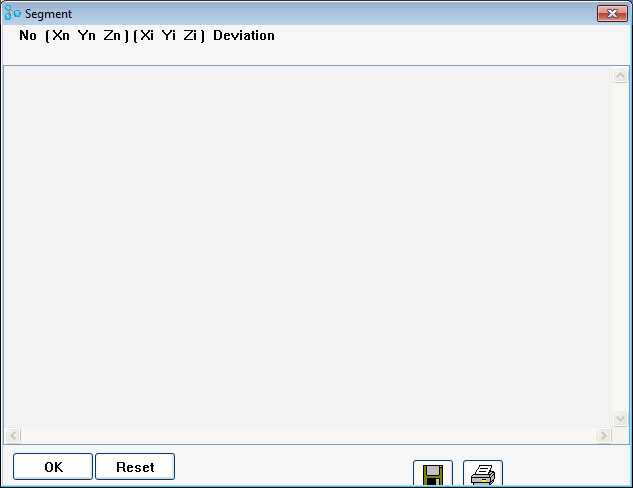 Segment
No (Xn Yn Zn) (Xi Yi Zi) Deviation
OK Reset